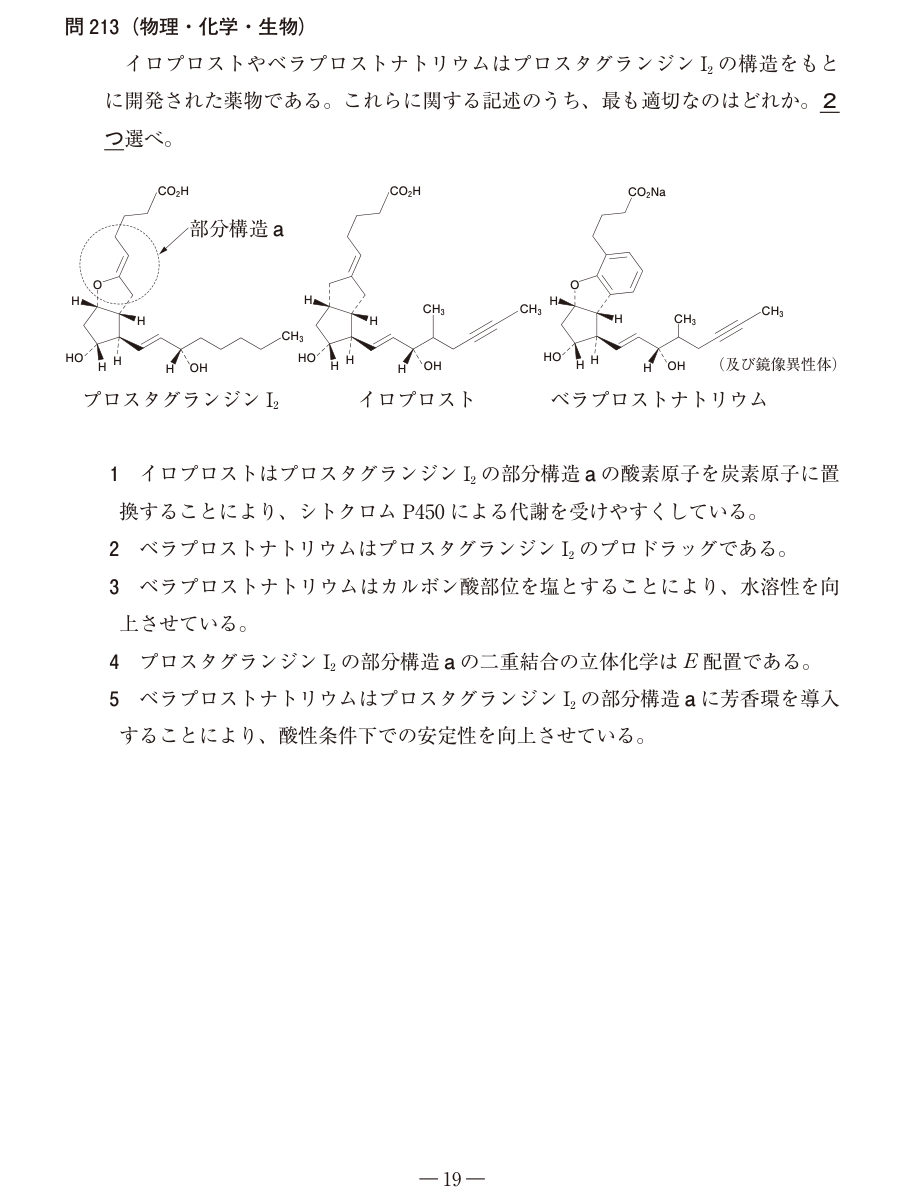 問 213（物理・化学・生物）
イロプロストやベラプロストナトリウムはプロスタグランジン I₂ の構造をもと
に開発された薬物である。これらに関する記述のうち、最も適切なのはどれか。2
つ選べ。
CO₂H
部分構造 a
O
H
H
HO
H
H
H
OH
CH₃
プロスタグランジン I₂
CO₂H
H
H
HO
H
H
H
OH
CH₃
CH₃
イロプロスト
CO₂Na
O
H
H
HO
H
H
H
OH
CH₃
CH₃
（及び鏡像異性体）
ベラプロストナトリウム
1 イロプロストはプロスタグランジン I₂ の部分構造 a の酸素原子を炭素原子に置
換することにより、シトクロム P450 による代謝を受けやすくしている。
2 ベラプロストナトリウムはプロスタグランジン I₂ のプロドラッグである。
3 ベラプロストナトリウムはカルボン酸部位を塩とすることにより、水溶性を向
上させている。
4 プロスタグランジン I₂ の部分構造 a の二重結合の立体化学は E 配置である。
5 ベラプロストナトリウムはプロスタグランジン I₂ の部分構造 a に芳香環を導入
することにより、酸性条件下での安定性を向上させている。
— 19 —